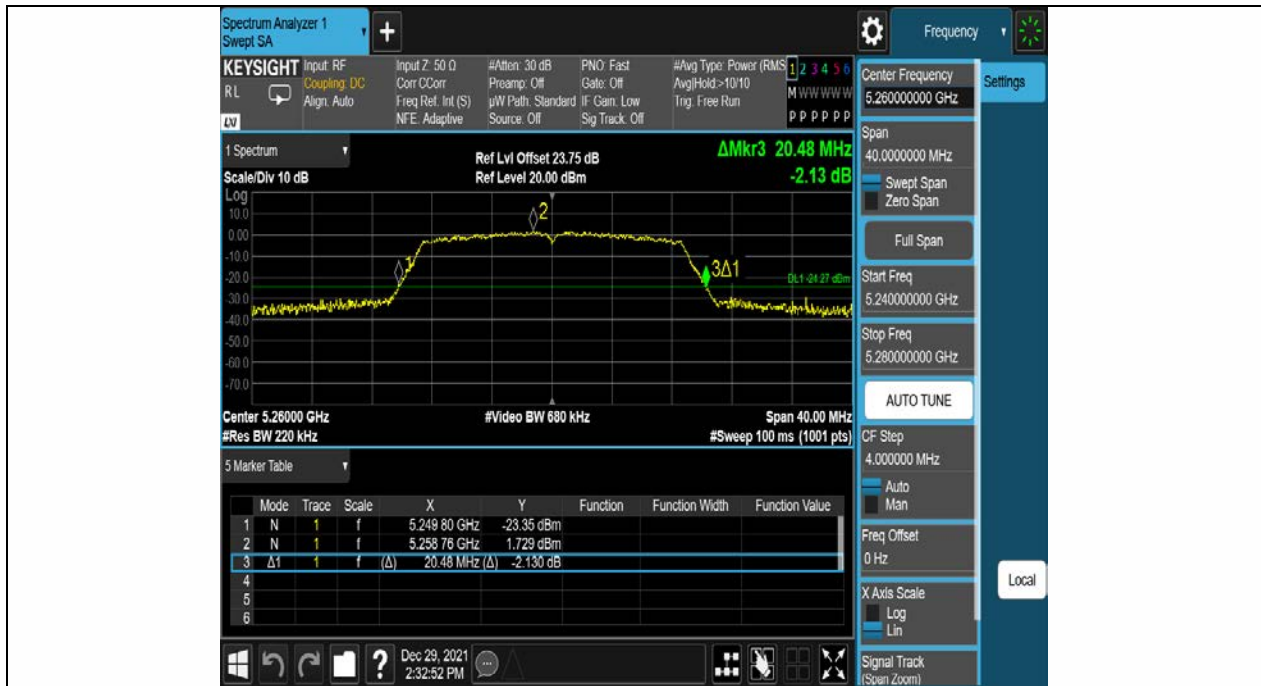 Spectrum Analyzer 1
Swept SA
+
Frequency
KEYSIGHT
RL
LXI
Input: RF
Coupling: DC
Align: Auto
Input Z: 50 Ω
Corr CCorr
Freq Ref: Int (S)
NFE: Adaptive
#Atten: 30 dB
Preamp: Off
µW Path: Standard
Source: Off
PNO: Fast
Gate: Off
IF Gain: Low
Sig Track: Off
#Avg Type: Power (RMS
Avg|Hold:>10/10
Trig: Free Run
1 2 3 4 5 6
M W W W W W
P P P P P P
1 Spectrum
Scale/Div 10 dB
Ref Lvl Offset 23.75 dB
Ref Level 20.00 dBm
ΔMkr3 20.48 MHz
-2.13 dB
Log
10.0
0.00
-10.0
-20.0
-30.0
-40.0
-50.0
-60.0
-70.0
1
2
3Δ1
DL1 -24.27 dBm
Center 5.26000 GHz
#Res BW 220 kHz
#Video BW 680 kHz
Span 40.00 MHz
#Sweep 100 ms (1001 pts)
5 Marker Table
Mode Trace Scale X Y Function Function Width Function Value
1 N 1 f 5.249 80 GHz -23.35 dBm
2 N 1 f 5.258 76 GHz 1.729 dBm
3 Δ1 1 f (Δ) 20.48 MHz (Δ) -2.130 dB
4
5
6
?
Dec 29, 2021
2:32:52 PM
Center Frequency
5.260000000 GHz
Span
40.0000000 MHz
Swept Span
Zero Span
Full Span
Start Freq
5.240000000 GHz
Stop Freq
5.280000000 GHz
AUTO TUNE
CF Step
4.000000 MHz
Auto
Man
Freq Offset
0 Hz
X Axis Scale
Log
Lin
Signal Track
(Span Zoom)
Settings
Local